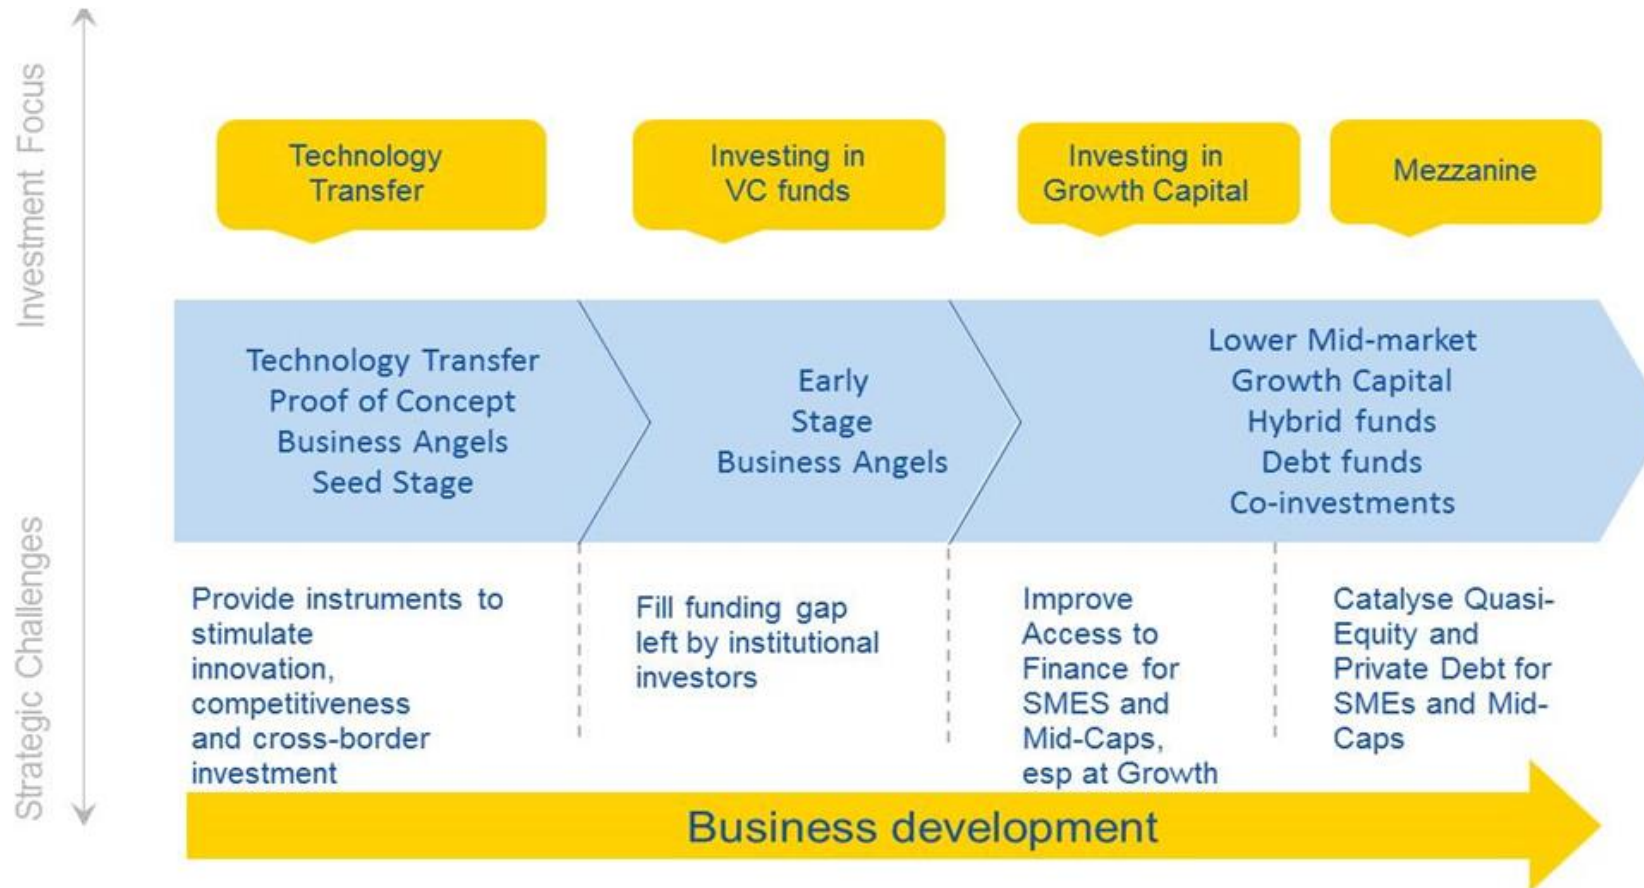 Investment Focus
Strategic Challenges
Technology
Transfer
Investing in
VC funds
Investing in
Growth Capital
Mezzanine
Technology Transfer
Proof of Concept
Business Angels
Seed Stage
Early
Stage
Business Angels
Lower Mid-market
Growth Capital
Hybrid funds
Debt funds
Co-investments
Provide instruments to
stimulate
innovation,
competitiveness
and cross-border
investment
Fill funding gap
left by institutional
investors
Improve
Access to
Finance for
SMES and
Mid-Caps,
esp at Growth
Catalyse Quasi-
Equity and
Private Debt for
SMEs and Mid-
Caps
Business development